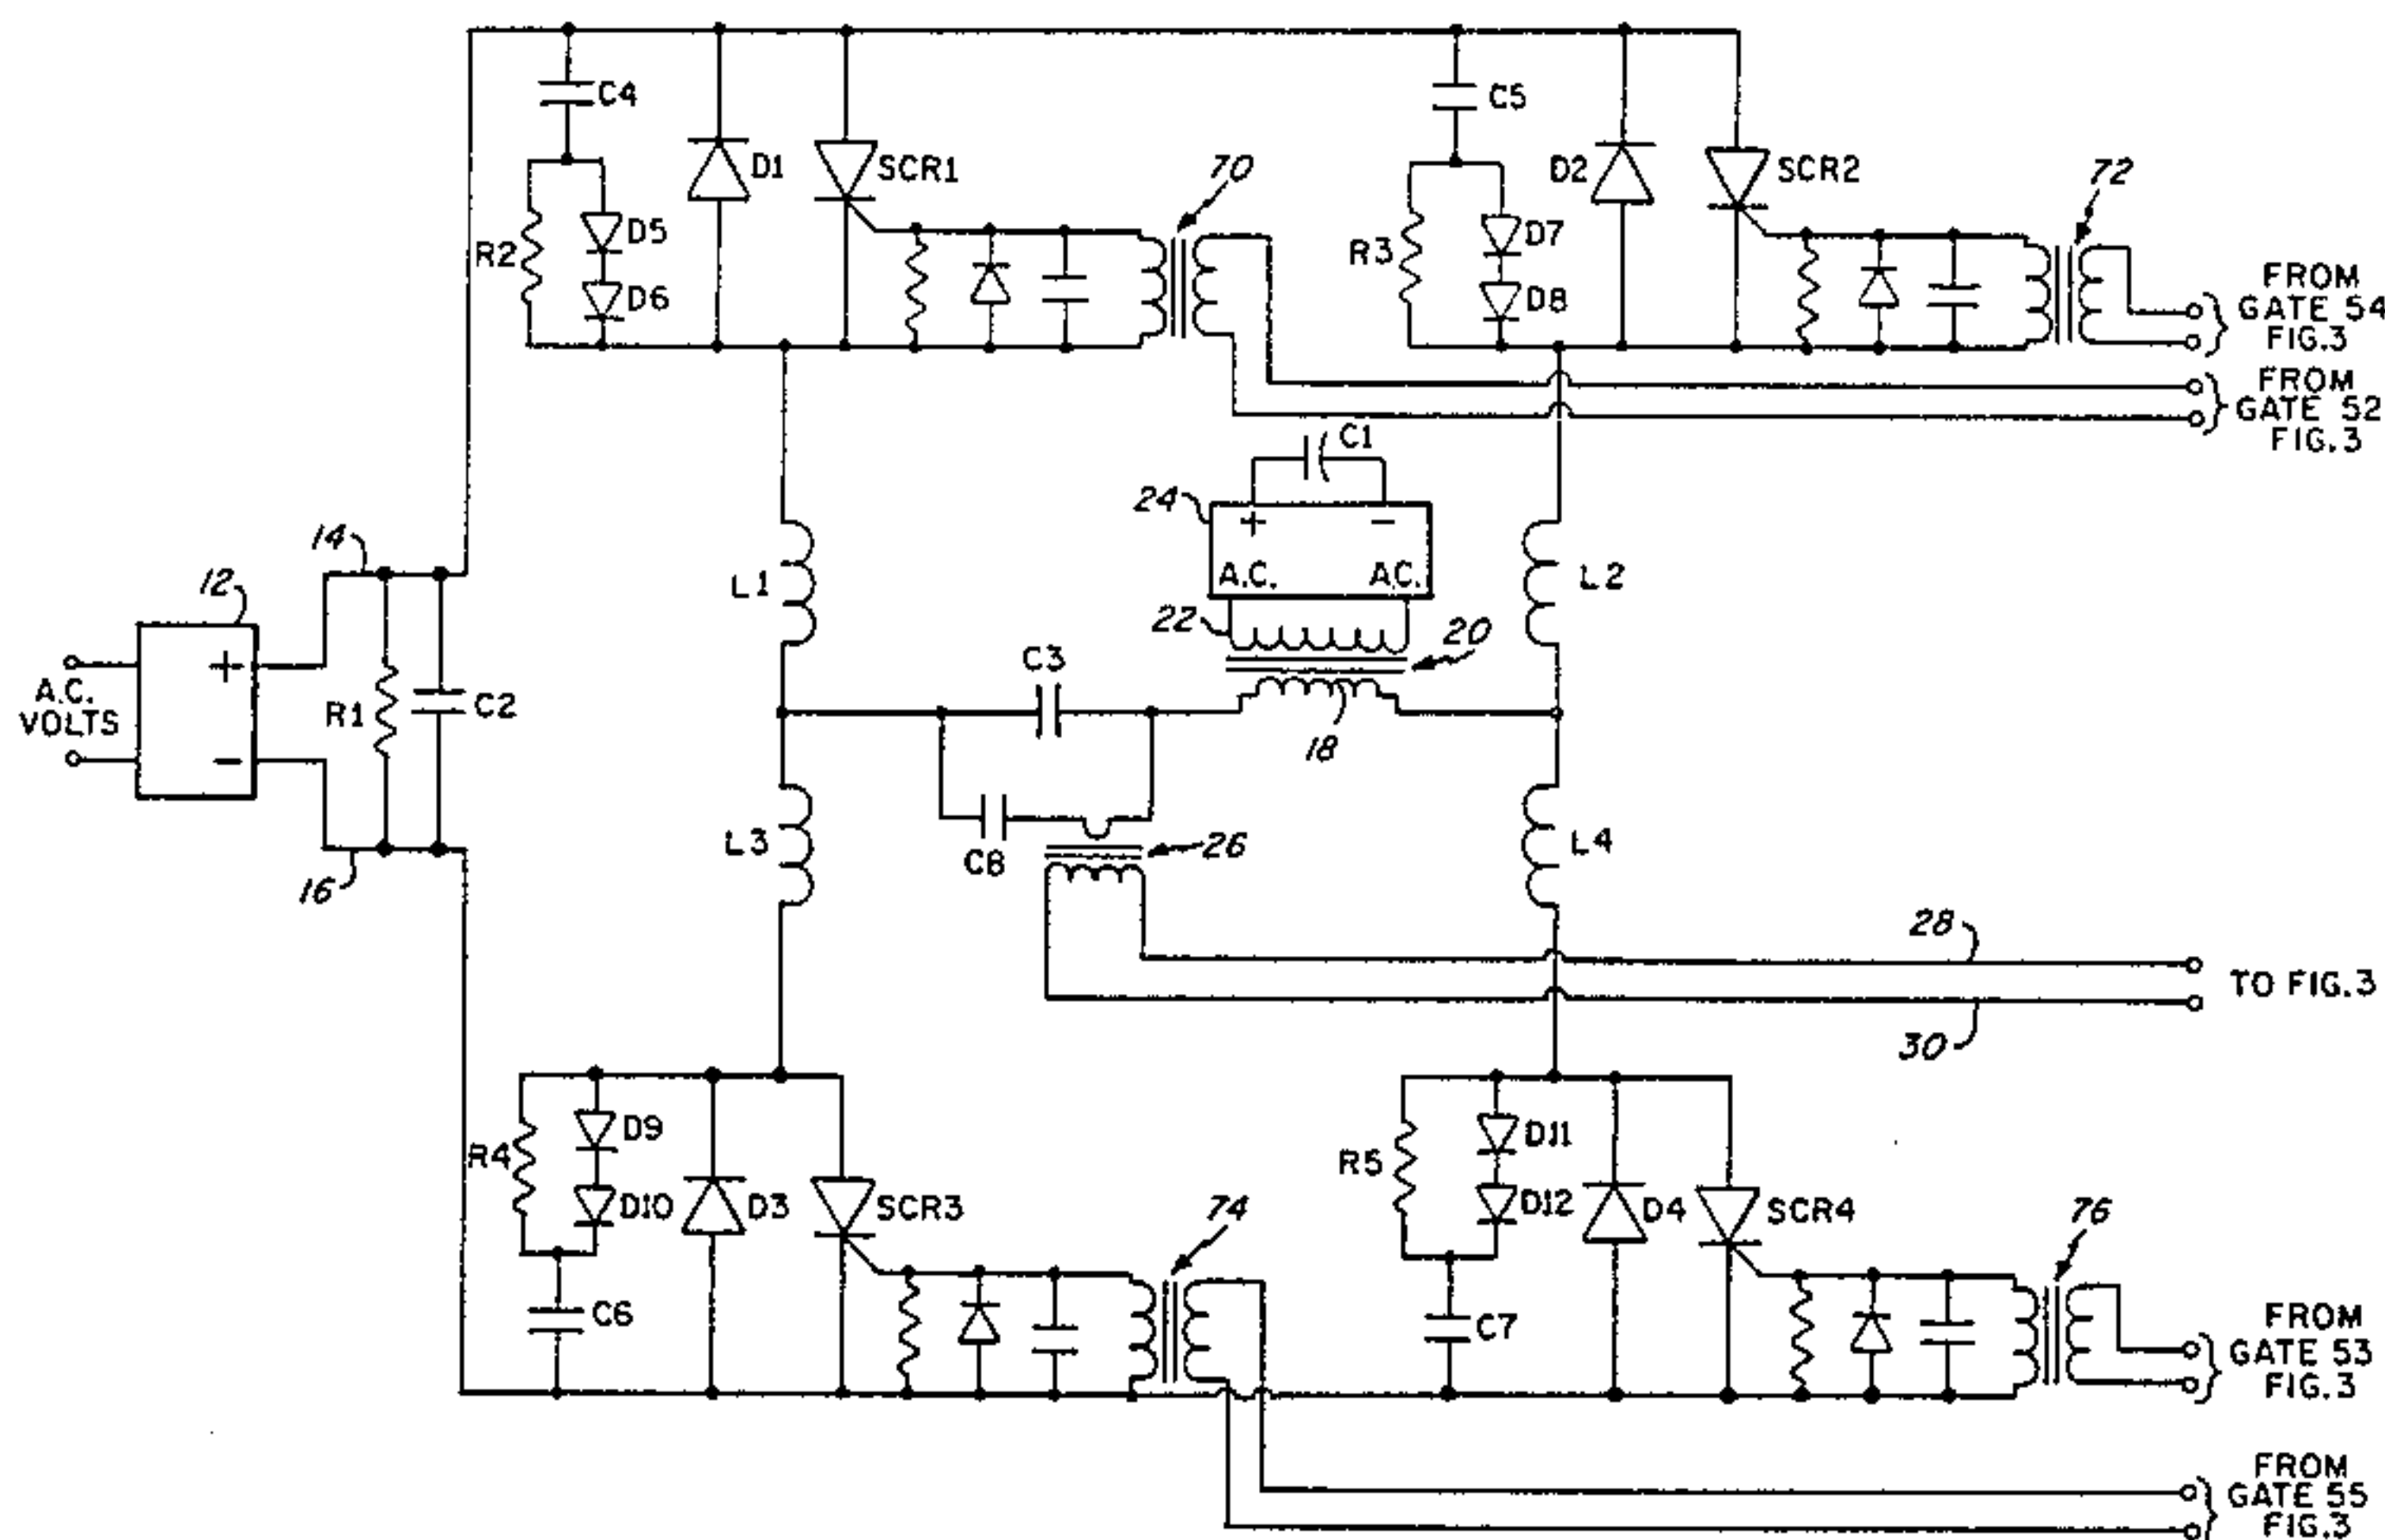 C4
C5
D1
SCR1
70
D2
SCR2
72
R2
D5
D6
R3
D7
D8
FROM
GATE 54
FIG.3
FROM
GATE 52
FIG.3
C1
24
+ -
A.C. A.C.
14
12
L1
L2
22
20
+
A.C.
VOLTS
R1
C2
C3
18
-
16
L3
C8
26
L4
28
TO FIG.3
30
R4
D9
D10
D3
SCR3
74
R5
D11
D12
D4
SCR4
76
C6
C7
FROM
GATE 53
FIG.3
FROM
GATE 55
FIG.3